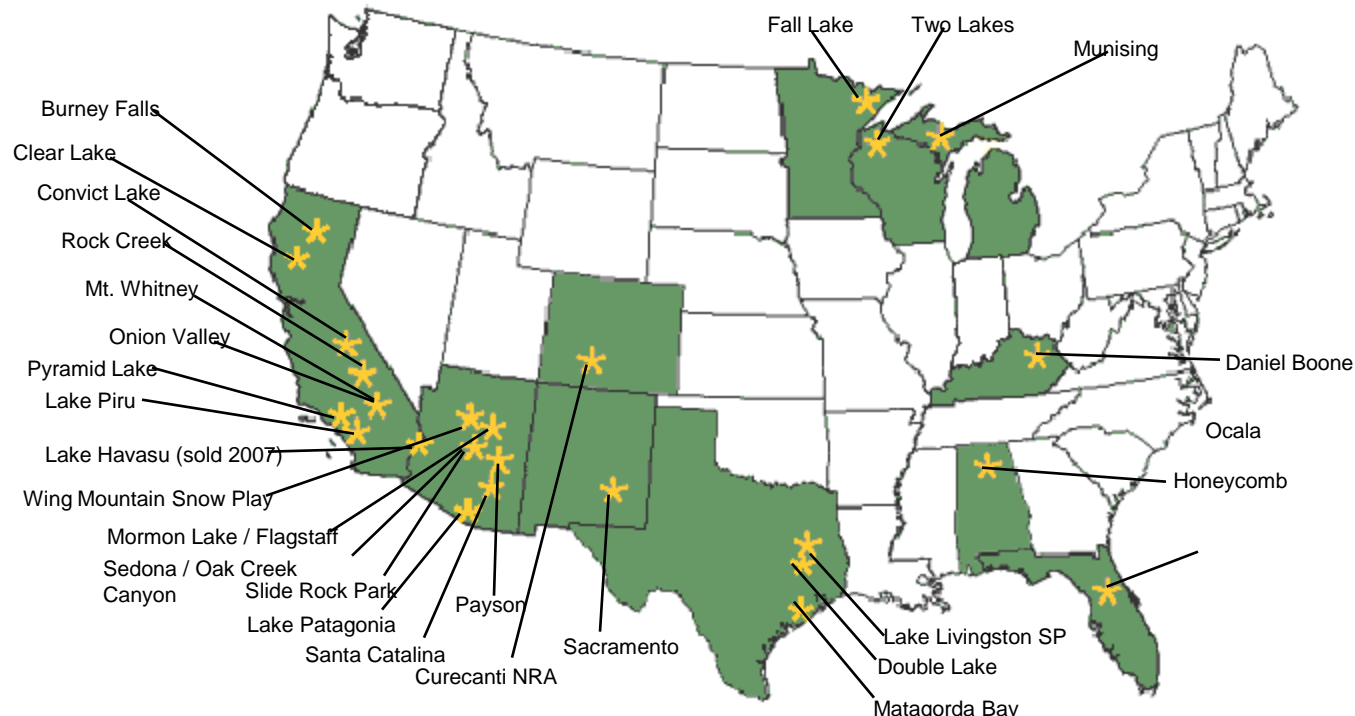 Fall Lake
Two Lakes
Munising
Burney Falls
Clear Lake
Convict Lake
Rock Creek
Mt. Whitney
Onion Valley
Pyramid Lake
Lake Piru
Lake Havasu (sold 2007)
Wing Mountain Snow Play
Mormon Lake / Flagstaff
Sedona / Oak Creek
Canyon
Slide Rock Park
Lake Patagonia
Santa Catalina
Payson
Curecanti NRA
Sacramento
Daniel Boone
Ocala
Honeycomb
Lake Livingston SP
Double Lake
Matagorda Bay